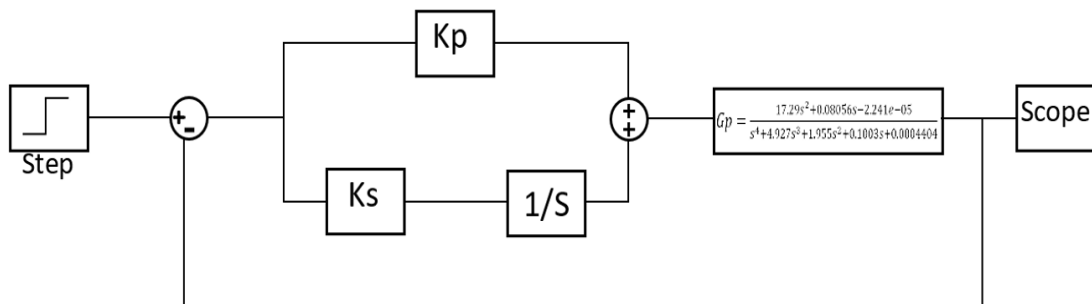 Kp
+
-
+
+
Gp = \frac{17.29s^2+0.08056s-2.241e-05}{s^4+4.927s^3+1.955s^2+0.1003s+0.0004404}
Scope
Step
Ks
1/S